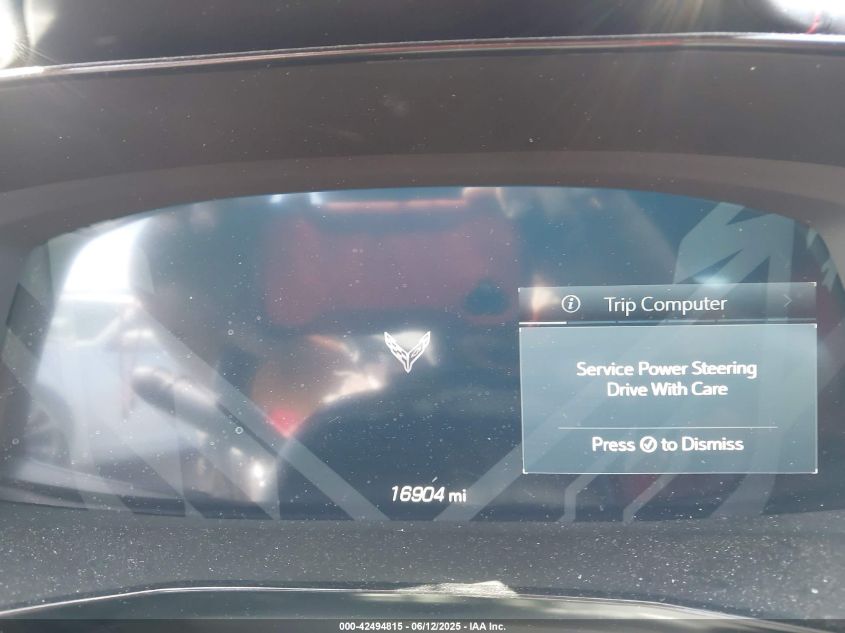 Trip Computer
Service Power Steering
Drive With Care
Press to Dismiss
16904 mi
000-42494815 - 06/12/2025 - IAA Inc.